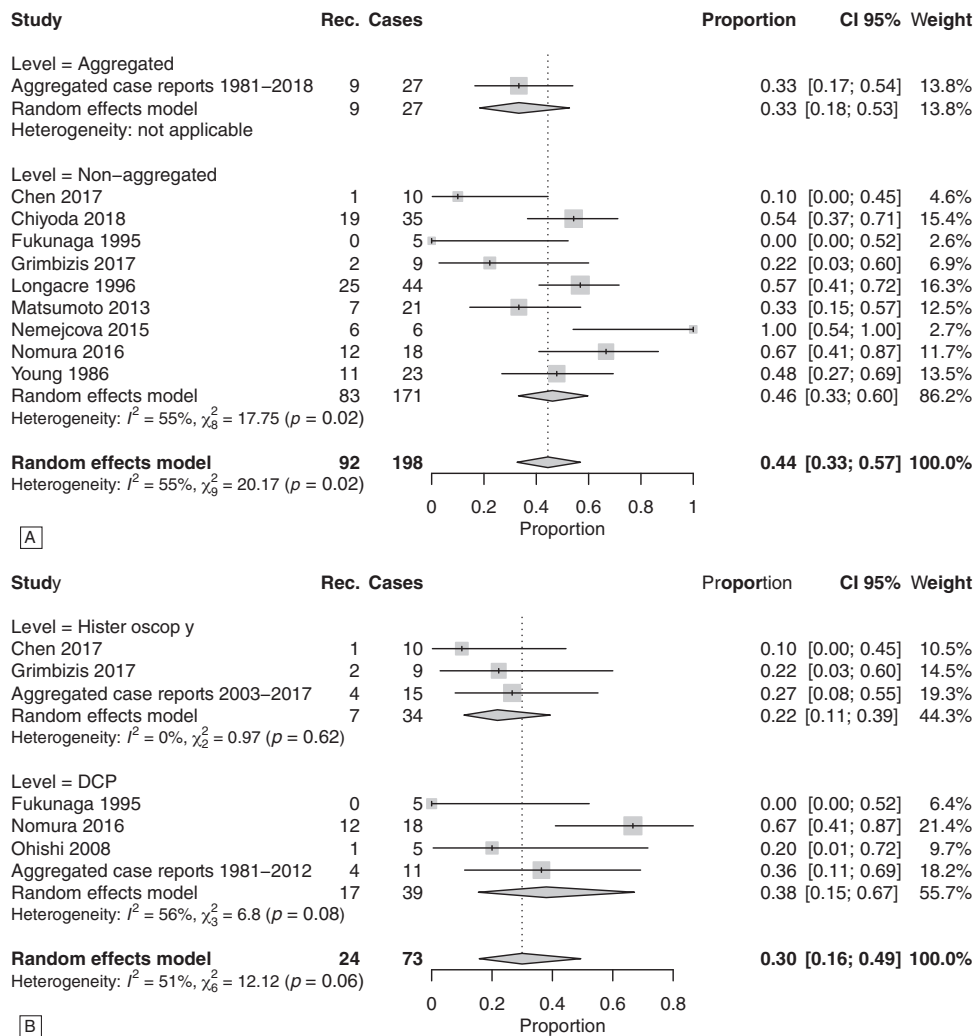 Study Rec. Cases Proportion CI 95% Weight
Level = Aggregated
Aggregated case reports 1981–2018 9 27 0.33 [0.17; 0.54] 13.8%
Random effects model 9 27 0.33 [0.18; 0.53] 13.8%
Heterogeneity: not applicable
Level = Non−aggregated
Chen 2017 1 10 0.10 [0.00; 0.45] 4.6%
Chiyoda 2018 19 35 0.54 [0.37; 0.71] 15.4%
Fukunaga 1995 0 5 0.00 [0.00; 0.52] 2.6%
Grimbizis 2017 2 9 0.22 [0.03; 0.60] 6.9%
Longacre 1996 25 44 0.57 [0.41; 0.72] 16.3%
Matsumoto 2013 7 21 0.33 [0.15; 0.57] 12.5%
Nemejcova 2015 6 6 1.00 [0.54; 1.00] 2.7%
Nomura 2016 12 18 0.67 [0.41; 0.87] 11.7%
Young 1986 11 23 0.48 [0.27; 0.69] 13.5%
Random effects model 83 171 0.46 [0.33; 0.60] 86.2%
Heterogeneity: I² = 55%, χ²₈ = 17.75 (p = 0.02)
Random effects model 92 198 0.44 [0.33; 0.57] 100.0%
Heterogeneity: I² = 55%, χ²₉ = 20.17 (p = 0.02)
0 0.2 0.4 0.6 0.8 1
Proportion
A
Study Rec. Cases Proportion CI 95% Weight
Level = Hister oscop y
Chen 2017 1 10 0.10 [0.00; 0.45] 10.5%
Grimbizis 2017 2 9 0.22 [0.03; 0.60] 14.5%
Aggregated case reports 2003–2017 4 15 0.27 [0.08; 0.55] 19.3%
Random effects model 7 34 0.22 [0.11; 0.39] 44.3%
Heterogeneity: I² = 0%, χ²₂ = 0.97 (p = 0.62)
Level = DCP
Fukunaga 1995 0 5 0.00 [0.00; 0.52] 6.4%
Nomura 2016 12 18 0.67 [0.41; 0.87] 21.4%
Ohishi 2008 1 5 0.20 [0.01; 0.72] 9.7%
Aggregated case reports 1981–2012 4 11 0.36 [0.11; 0.69] 18.2%
Random effects model 17 39 0.38 [0.15; 0.67] 55.7%
Heterogeneity: I² = 56%, χ²₃ = 6.8 (p = 0.08)
Random effects model 24 73 0.30 [0.16; 0.49] 100.0%
Heterogeneity: I² = 51%, χ²₆ = 12.12 (p = 0.06)
0 0.2 0.4 0.6 0.8
Proportion
B